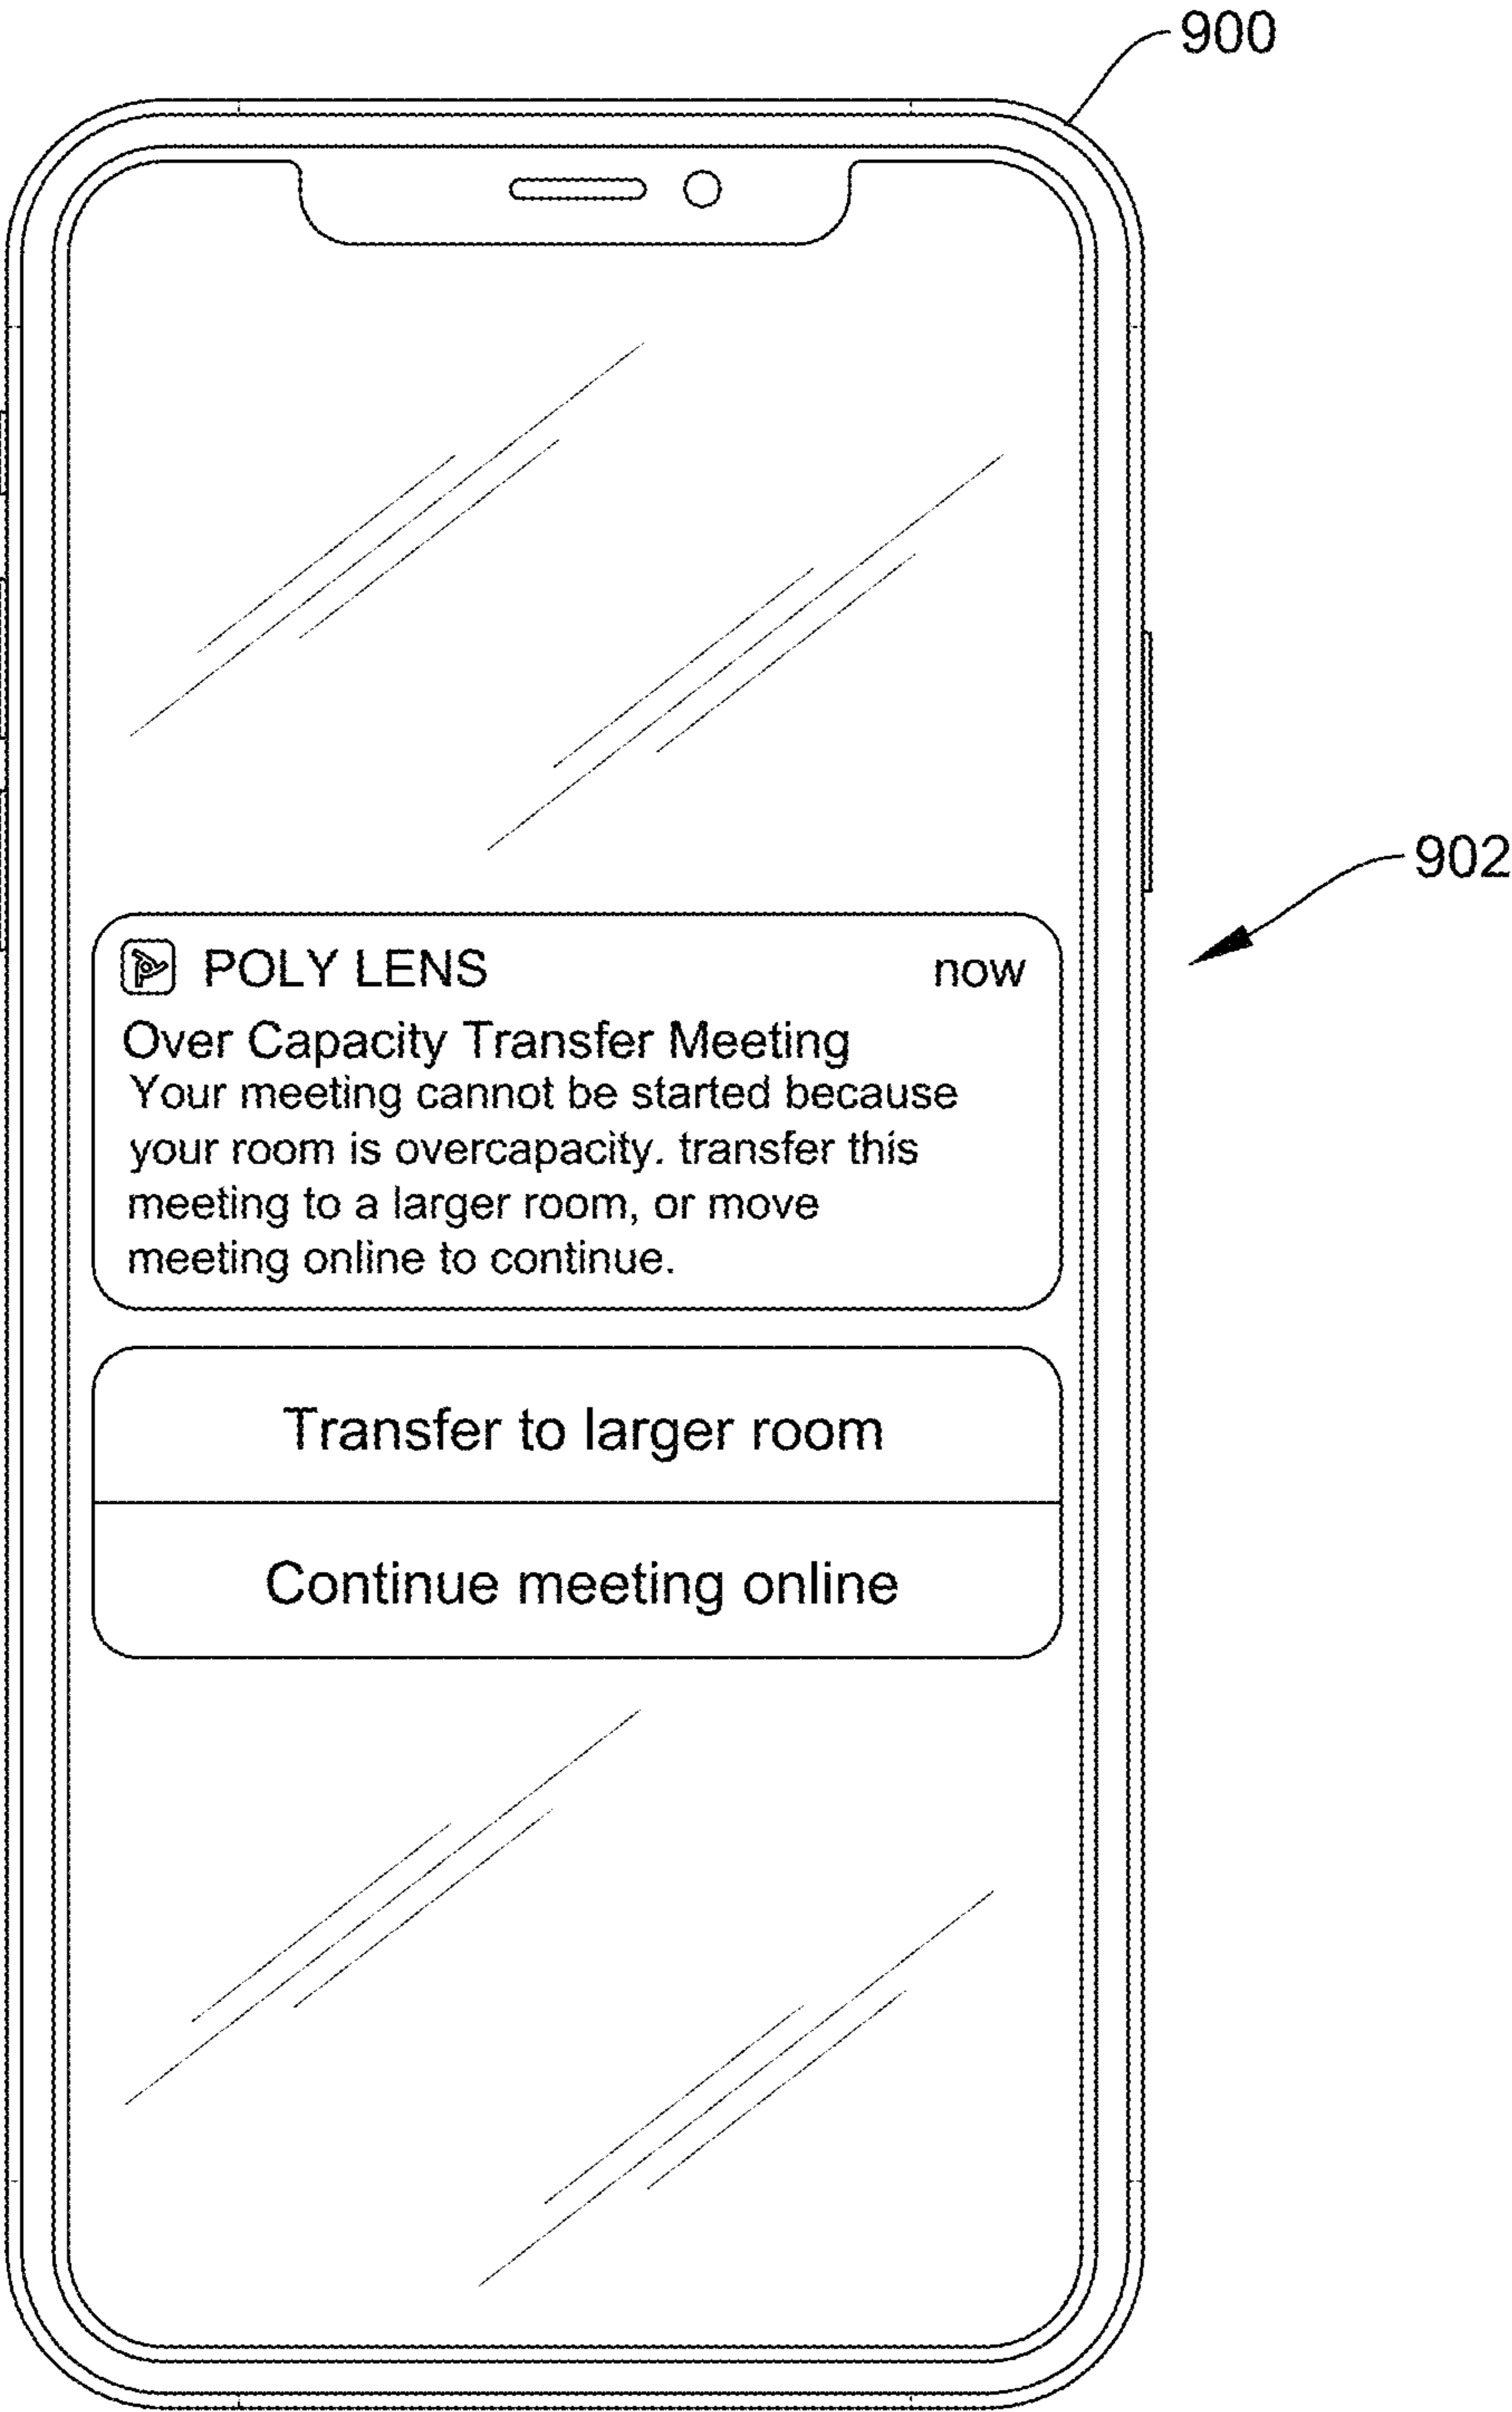 900
902
POLY LENS now
Over Capacity Transfer Meeting
Your meeting cannot be started because
your room is overcapacity. transfer this
meeting to a larger room, or move
meeting online to continue.
Transfer to larger room
Continue meeting online